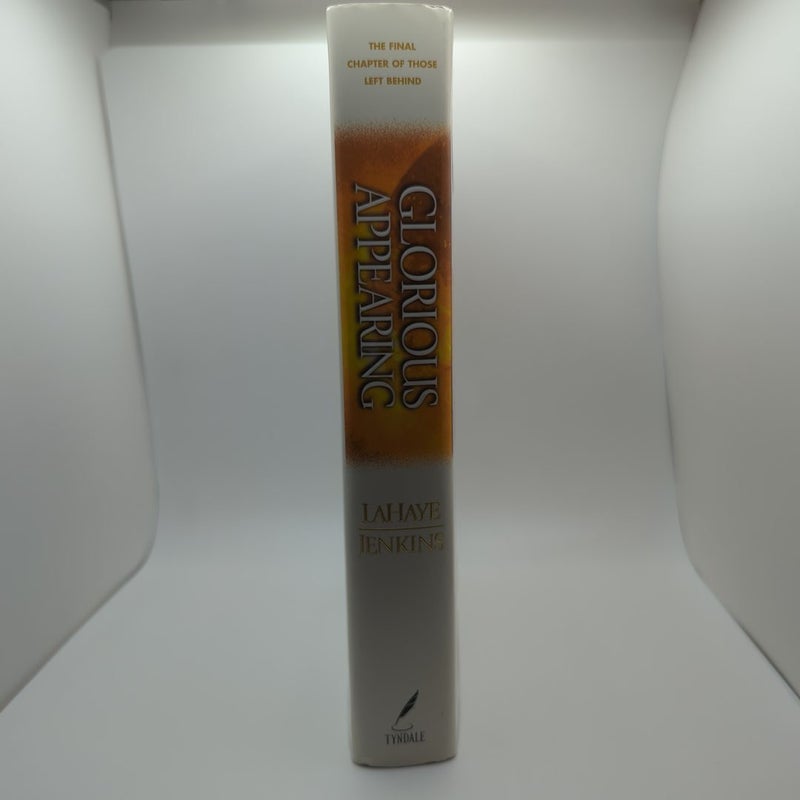 THE FINAL
CHAPTER OF THOSE
LEFT BEHIND
GLORIOUS
APPEARING
LAHAYE
JENKINS
TYNDALE